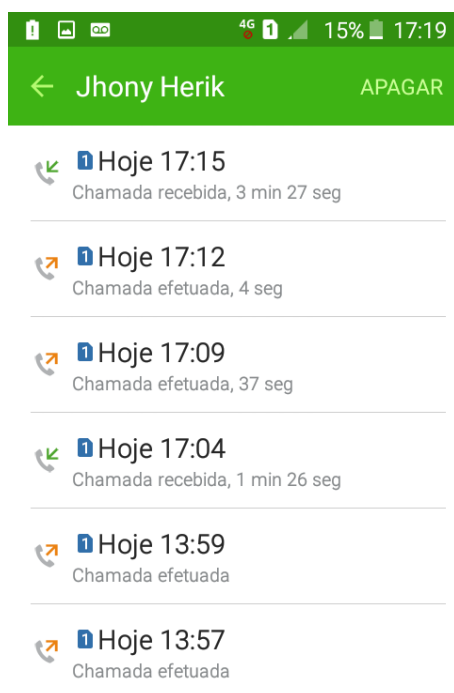 4G 1 15% 17:19
Jhony Herik APAGAR
1 Hoje 17:15
Chamada recebida, 3 min 27 seg
1 Hoje 17:12
Chamada efetuada, 4 seg
1 Hoje 17:09
Chamada efetuada, 37 seg
1 Hoje 17:04
Chamada recebida, 1 min 26 seg
1 Hoje 13:59
Chamada efetuada
1 Hoje 13:57
Chamada efetuada